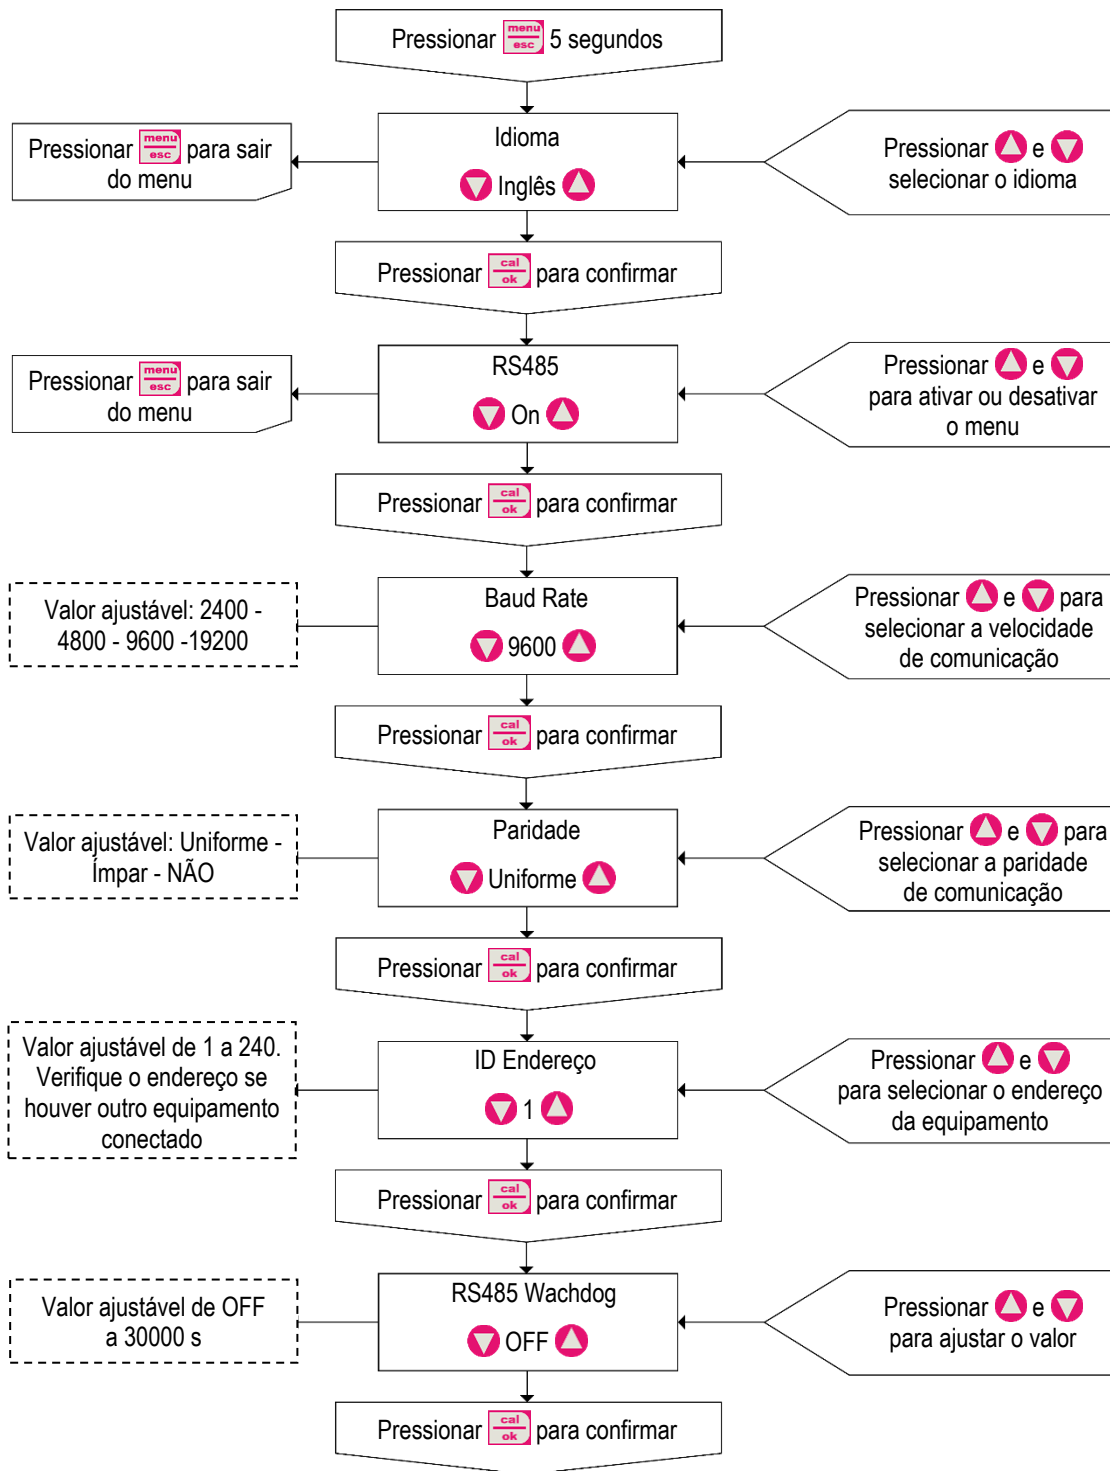 Pressionar menu esc 5 segundos
Idioma
Inglês
Pressionar menu esc para sair
do menu
Pressionar e
selecionar o idioma
Pressionar cal ok para confirmar
RS485
On
Pressionar menu esc para sair
do menu
Pressionar e
para ativar ou desativar
o menu
Pressionar cal ok para confirmar
Baud Rate
9600
Valor ajustável: 2400 -
4800 - 9600 -19200
Pressionar e para
selecionar a velocidade
de comunicação
Pressionar cal ok para confirmar
Paridade
Uniforme
Valor ajustável: Uniforme -
Ímpar - NÃO
Pressionar e para
selecionar a paridade
de comunicação
Pressionar cal ok para confirmar
ID Endereço
1
Valor ajustável de 1 a 240.
Verifique o endereço se
houver outro equipamento
conectado
Pressionar e
para selecionar o endereço
da equipamento
Pressionar cal ok para confirmar
RS485 Wachdog
OFF
Valor ajustável de OFF
a 30000 s
Pressionar e
para ajustar o valor
Pressionar cal ok para confirmar